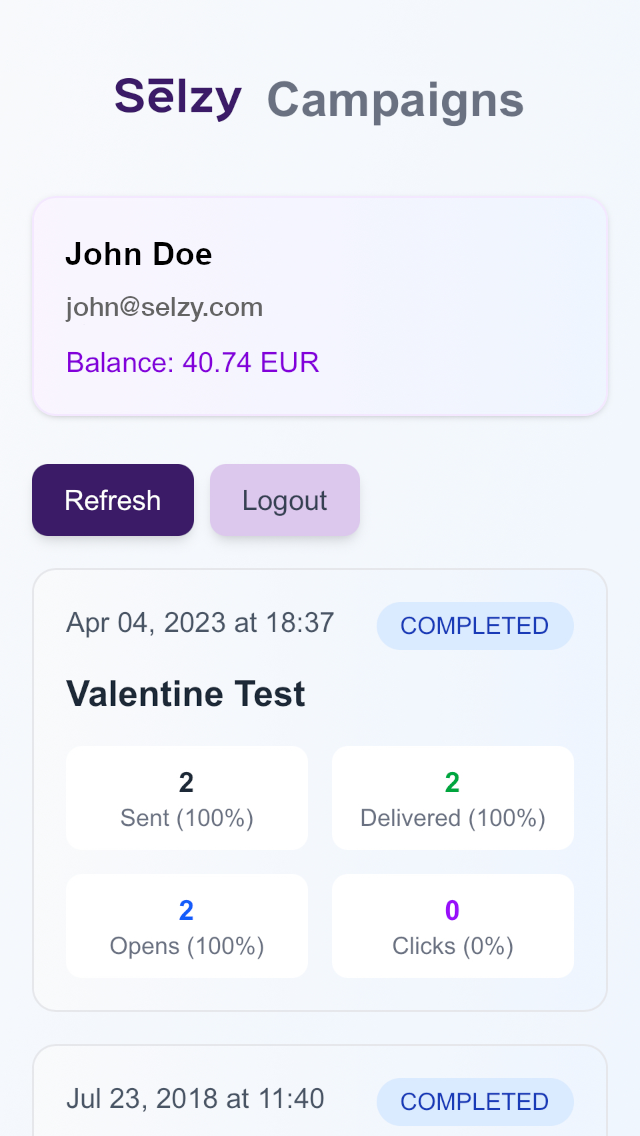 Sēlzy Campaigns
John Doe
john@selzy.com
Balance: 40.74 EUR
Refresh
Logout
Apr 04, 2023 at 18:37
COMPLETED
Valentine Test
2
Sent (100%)
2
Delivered (100%)
2
Opens (100%)
0
Clicks (0%)
Jul 23, 2018 at 11:40
COMPLETED